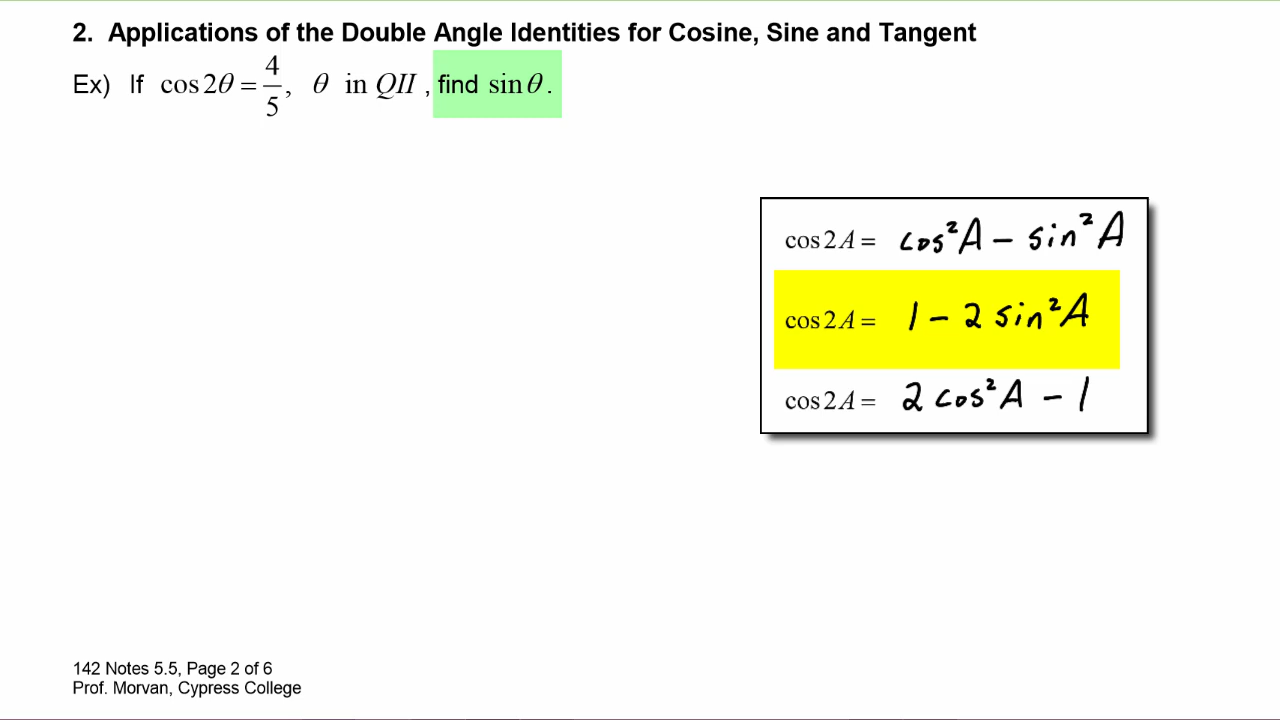 2. Applications of the Double Angle Identities for Cosine, Sine and Tangent
Ex) If cos 2θ = 4/5, θ in QII, find sin θ.
cos 2A = cos²A − sin²A
cos 2A = 1 − 2 sin²A
cos 2A = 2 cos²A − 1
142 Notes 5.5, Page 2 of 6
Prof. Morvan, Cypress College